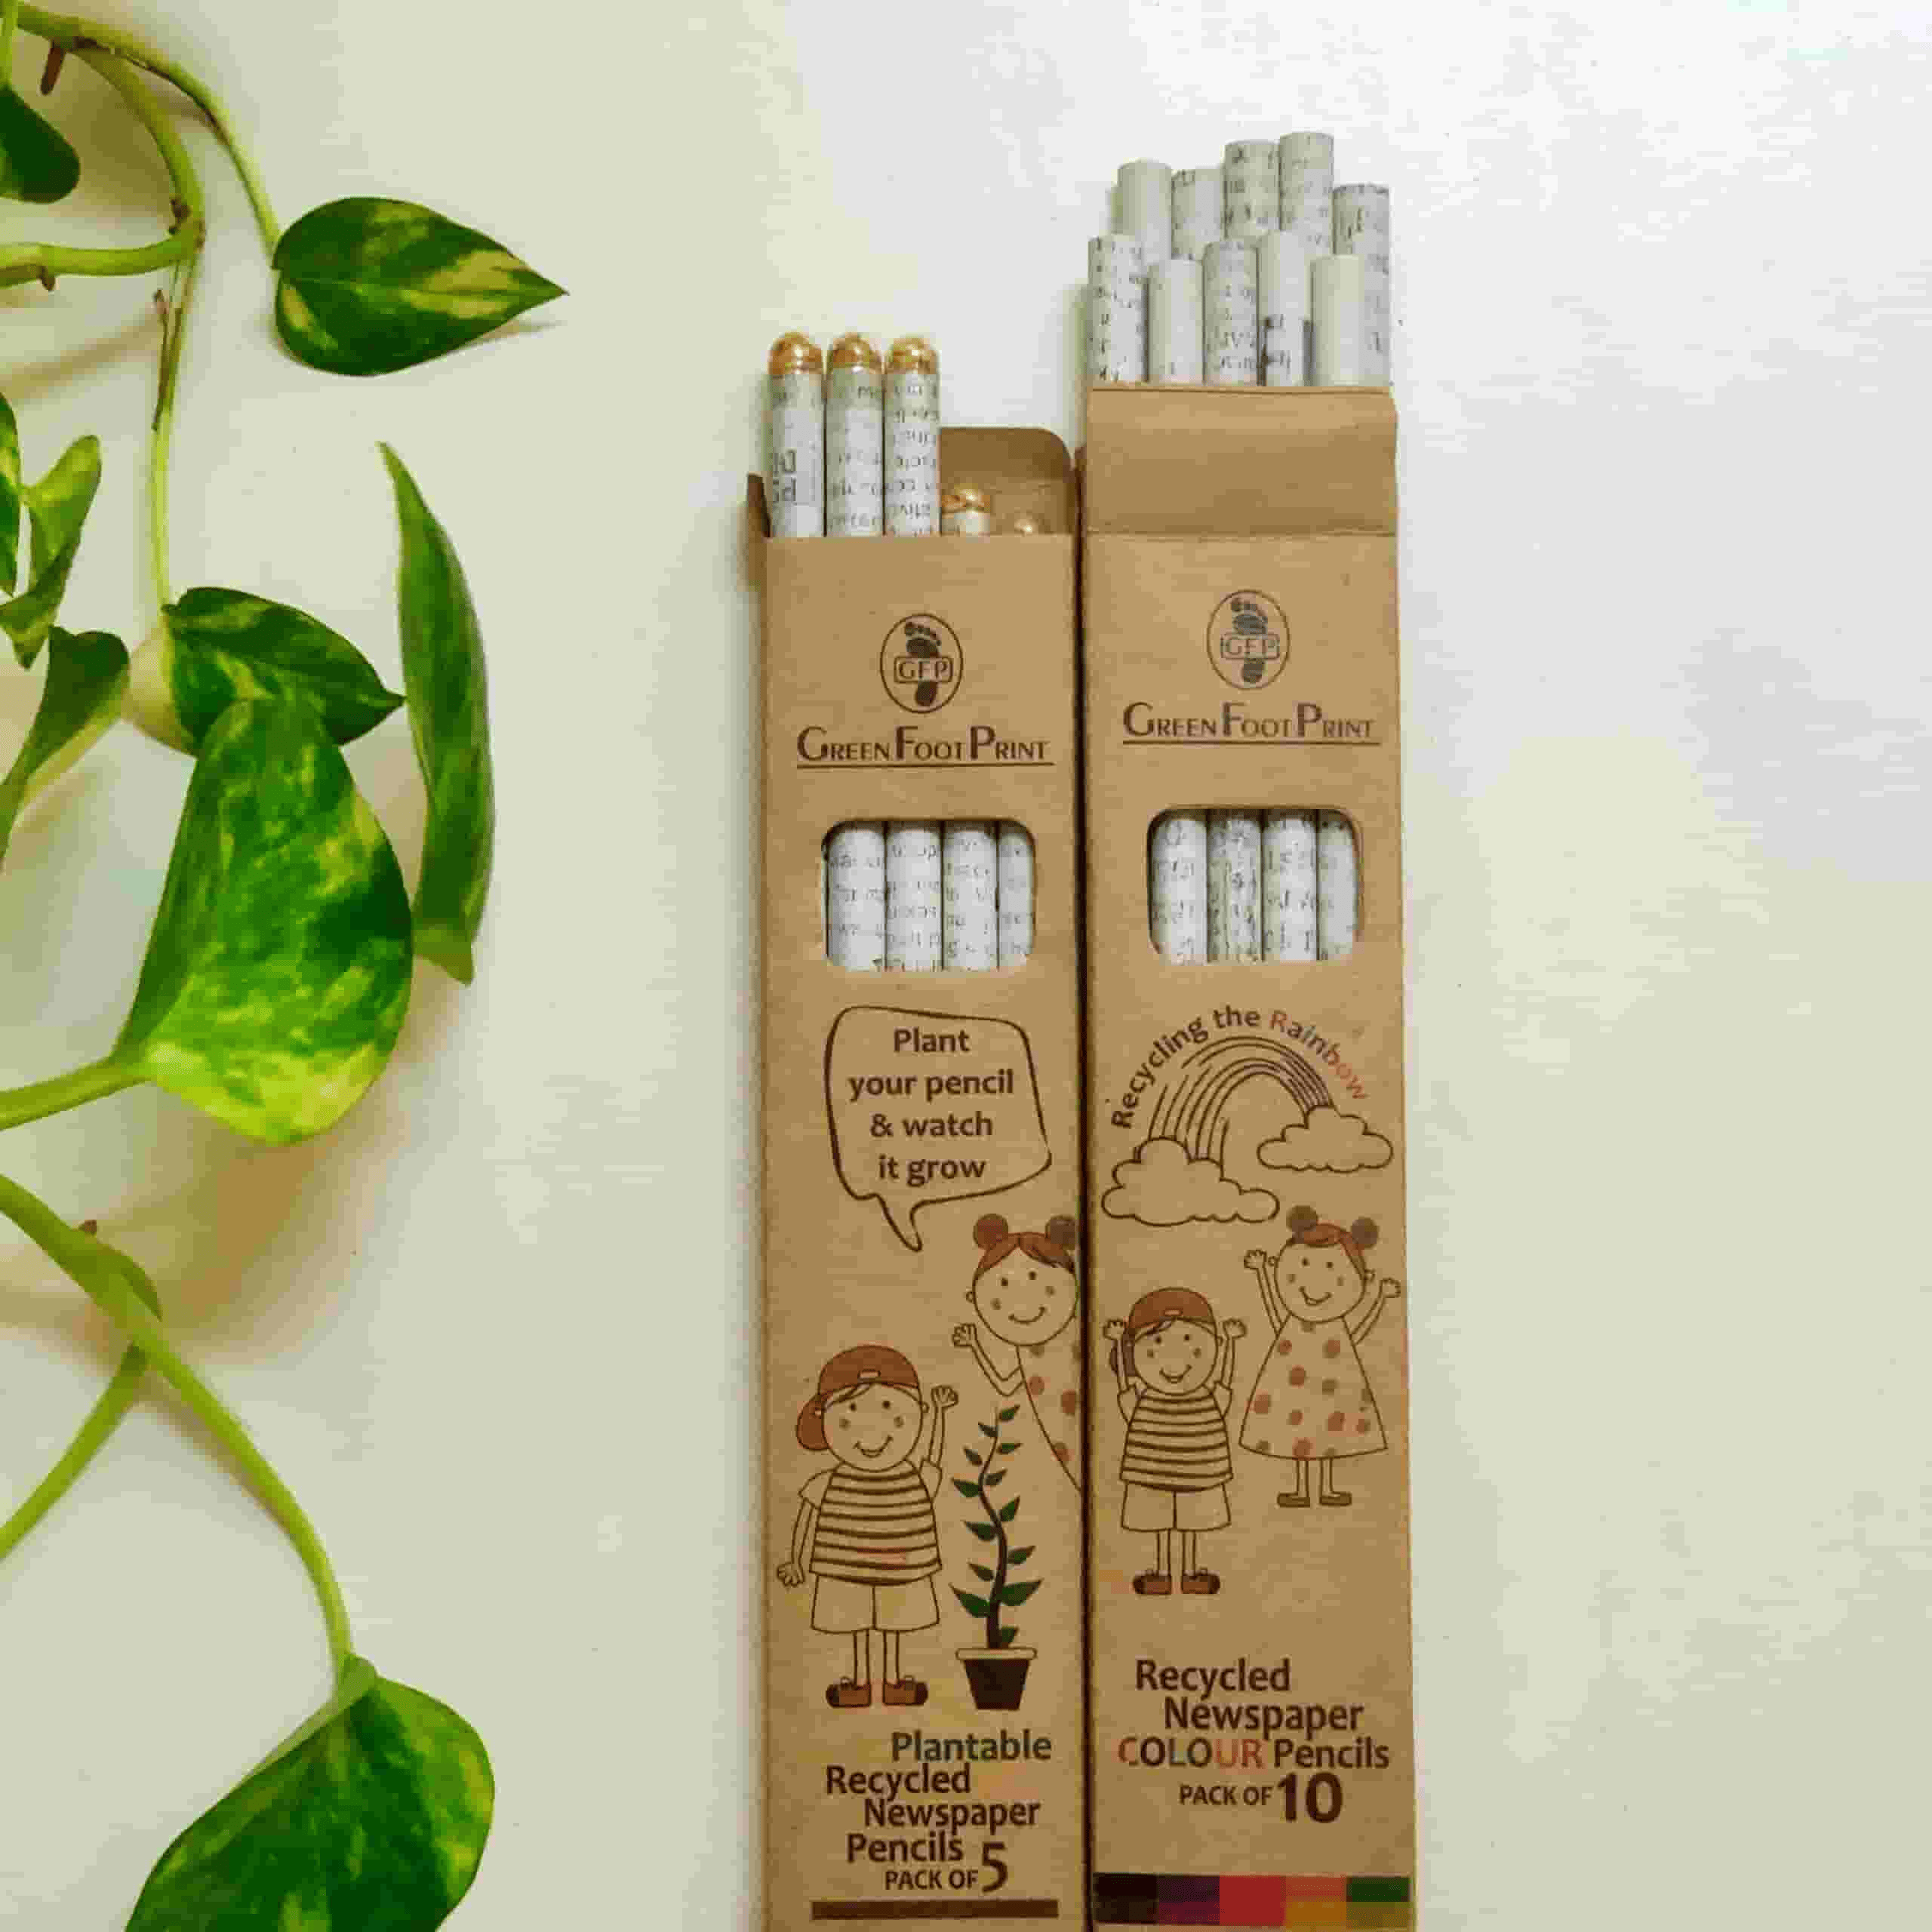 GFP
GREEN FOOT PRINT
Plant
your pencil
& watch
it grow
Plantable
Recycled
Newspaper
Pencils
PACK OF 5
GFP
GREEN FOOT PRINT
Recycling the Rainbow
Recycled
Newspaper
COLOUR Pencils
PACK OF 10